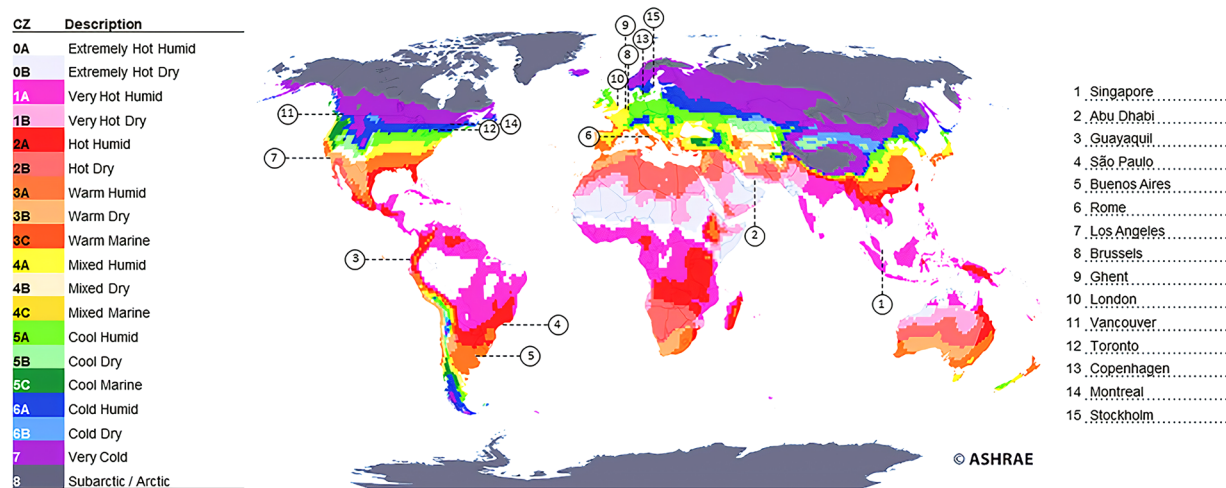 CZ Description
0A Extremely Hot Humid
0B Extremely Hot Dry
1A Very Hot Humid
1B Very Hot Dry
2A Hot Humid
2B Hot Dry
3A Warm Humid
3B Warm Dry
3C Warm Marine
4A Mixed Humid
4B Mixed Dry
4C Mixed Marine
5A Cool Humid
5B Cool Dry
5C Cool Marine
6A Cold Humid
6B Cold Dry
7 Very Cold
8 Subarctic / Arctic
15
9
13
8
10
11
14
12
6
7
2
3
1
4
5
© ASHRAE
1 Singapore
2 Abu Dhabi
3 Guayaquil
4 São Paulo
5 Buenos Aires
6 Rome
7 Los Angeles
8 Brussels
9 Ghent
10 London
11 Vancouver
12 Toronto
13 Copenhagen
14 Montreal
15 Stockholm